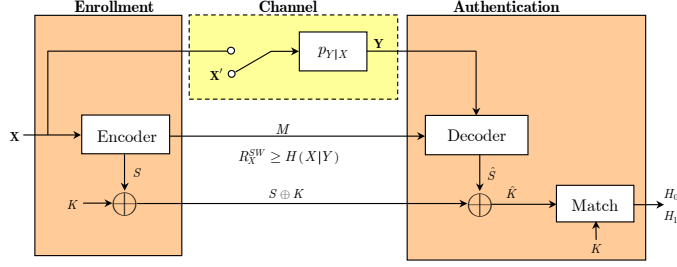 Enrollment
Channel
Authentication
Y
p_{Y|X}
X′
X
Encoder
M
Decoder
R_X^{SW} ≥ H(X|Y)
S
Ŝ
K
S ⊕ K
K̂
Match
H_0
H_1
K